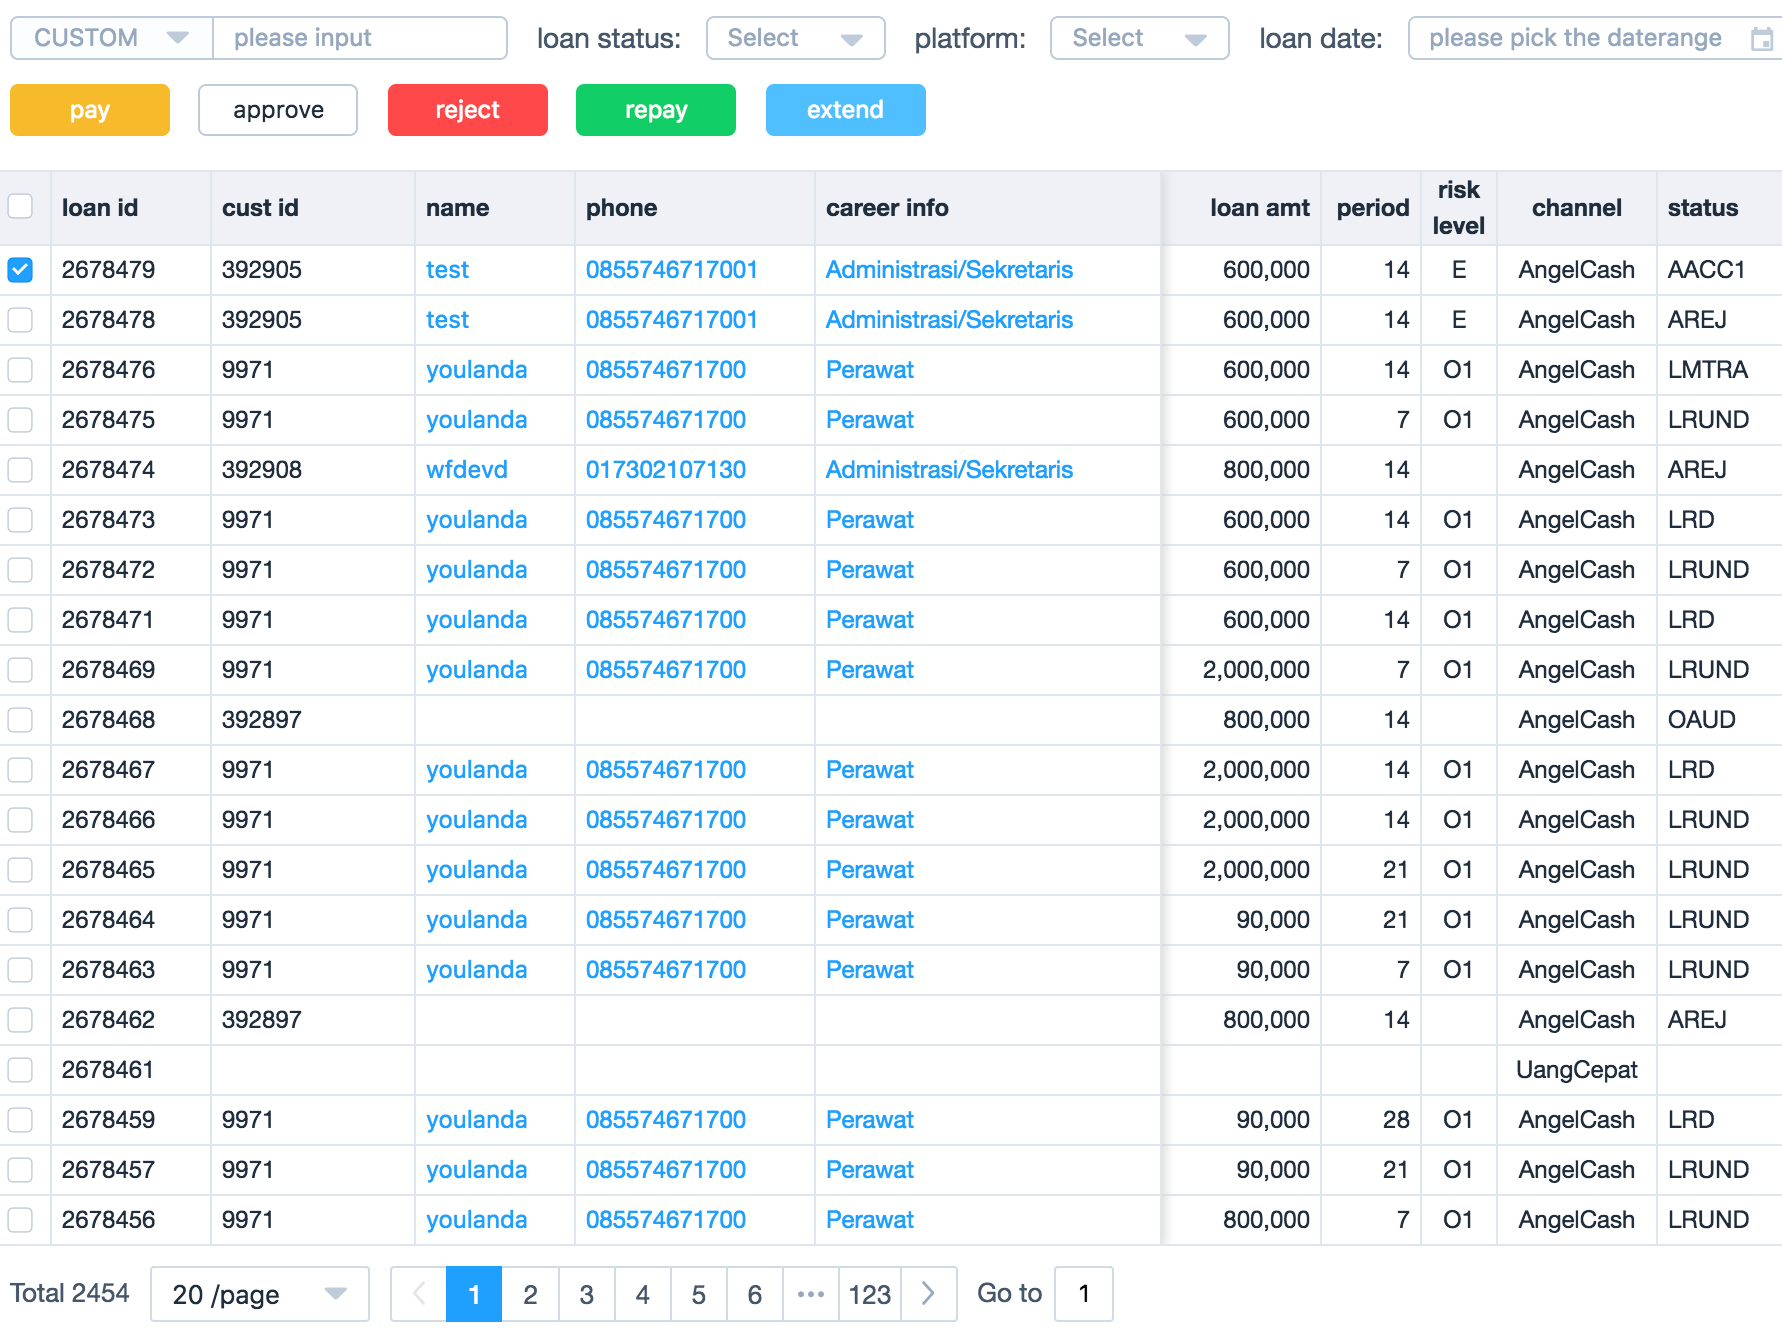 CUSTOM please input loan status: Select platform: Select loan date: please pick the daterange
pay approve reject repay extend
loan id cust id name phone career info loan amt period risk level channel status
2678479 392905 test 0855746717001 Administrasi/Sekretaris 600,000 14 E AngelCash AACC1
2678478 392905 test 0855746717001 Administrasi/Sekretaris 600,000 14 E AngelCash AREJ
2678476 9971 youlanda 085574671700 Perawat 600,000 14 O1 AngelCash LMTRA
2678475 9971 youlanda 085574671700 Perawat 600,000 7 O1 AngelCash LRUND
2678474 392908 wfdevd 017302107130 Administrasi/Sekretaris 800,000 14 AngelCash AREJ
2678473 9971 youlanda 085574671700 Perawat 600,000 14 O1 AngelCash LRD
2678472 9971 youlanda 085574671700 Perawat 600,000 7 O1 AngelCash LRUND
2678471 9971 youlanda 085574671700 Perawat 600,000 14 O1 AngelCash LRD
2678469 9971 youlanda 085574671700 Perawat 2,000,000 7 O1 AngelCash LRUND
2678468 392897 800,000 14 AngelCash OAUD
2678467 9971 youlanda 085574671700 Perawat 2,000,000 14 O1 AngelCash LRD
2678466 9971 youlanda 085574671700 Perawat 2,000,000 14 O1 AngelCash LRUND
2678465 9971 youlanda 085574671700 Perawat 2,000,000 21 O1 AngelCash LRUND
2678464 9971 youlanda 085574671700 Perawat 90,000 21 O1 AngelCash LRUND
2678463 9971 youlanda 085574671700 Perawat 90,000 7 O1 AngelCash LRUND
2678462 392897 800,000 14 AngelCash AREJ
2678461 UangCepat
2678459 9971 youlanda 085574671700 Perawat 90,000 28 O1 AngelCash LRD
2678457 9971 youlanda 085574671700 Perawat 90,000 21 O1 AngelCash LRUND
2678456 9971 youlanda 085574671700 Perawat 800,000 7 O1 AngelCash LRUND
Total 2454 20 /page 1 2 3 4 5 6 ••• 123 Go to 1